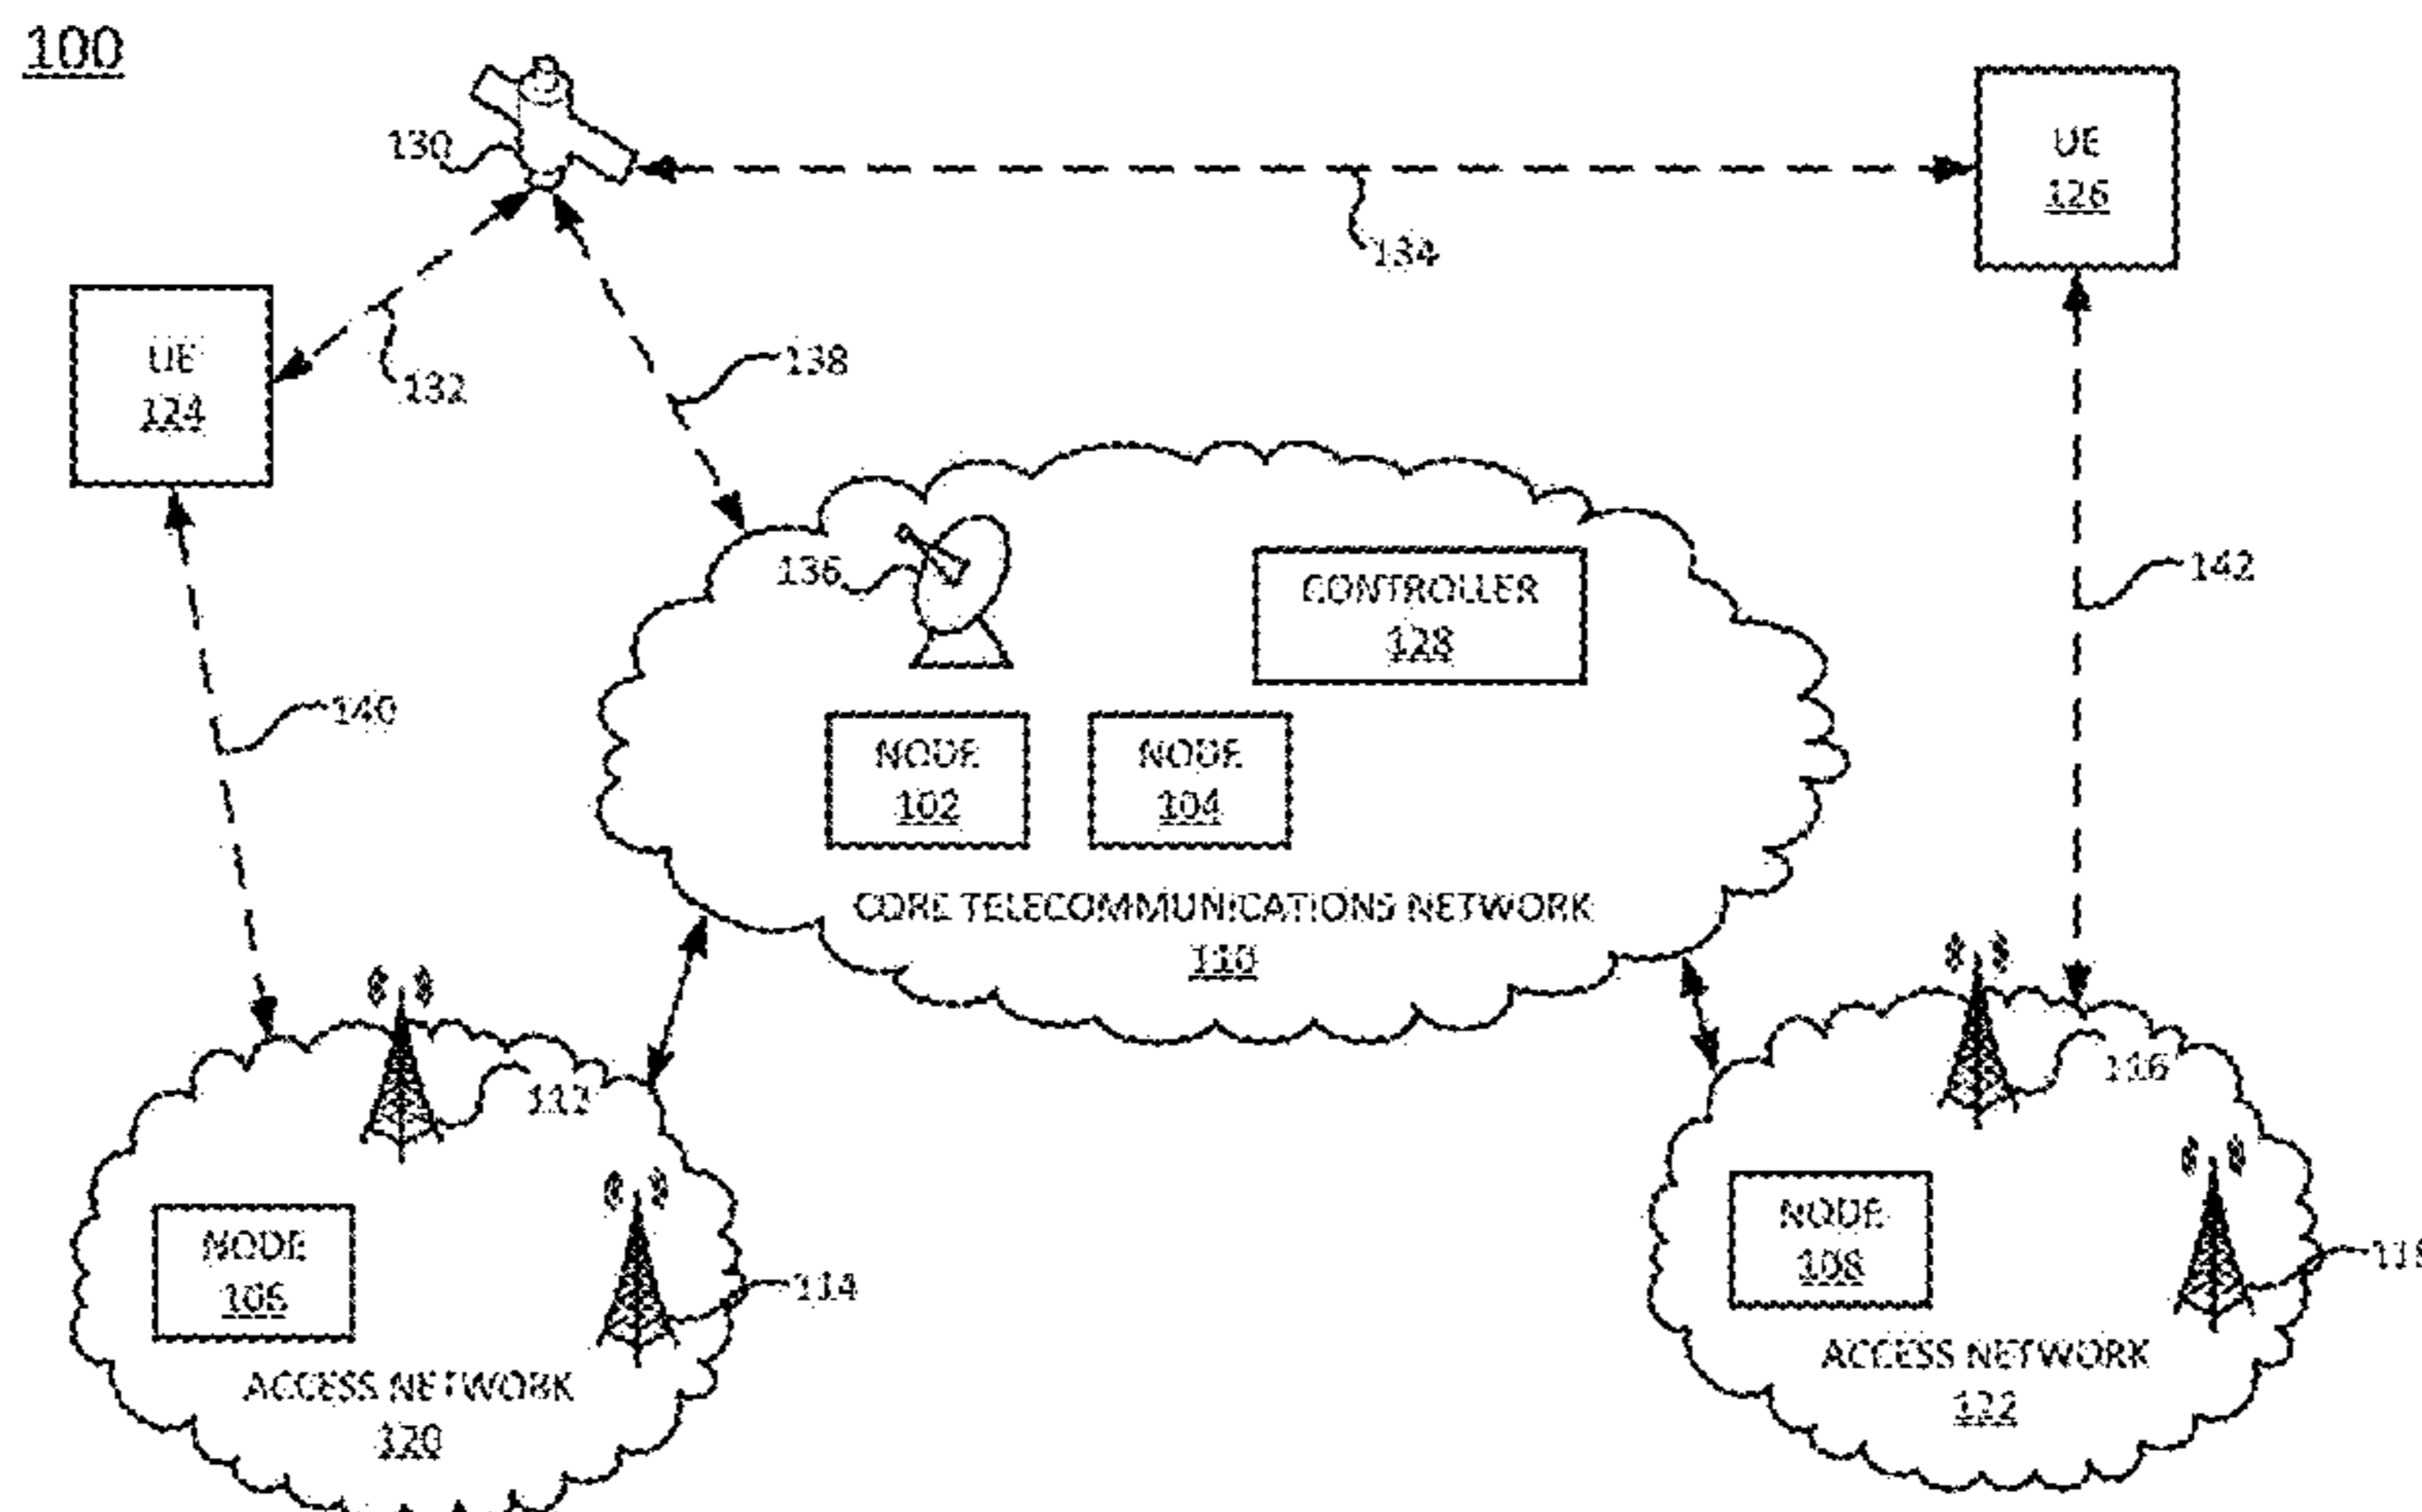 100
130
UE
126
134
UE
124
132
138
136
CONTROLLER
128
142
140
NODE
102
NODE
104
CORE TELECOMMUNICATIONS NETWORK
110
112
116
NODE
106
114
NODE
108
118
ACCESS NETWORK
120
ACCESS NETWORK
122